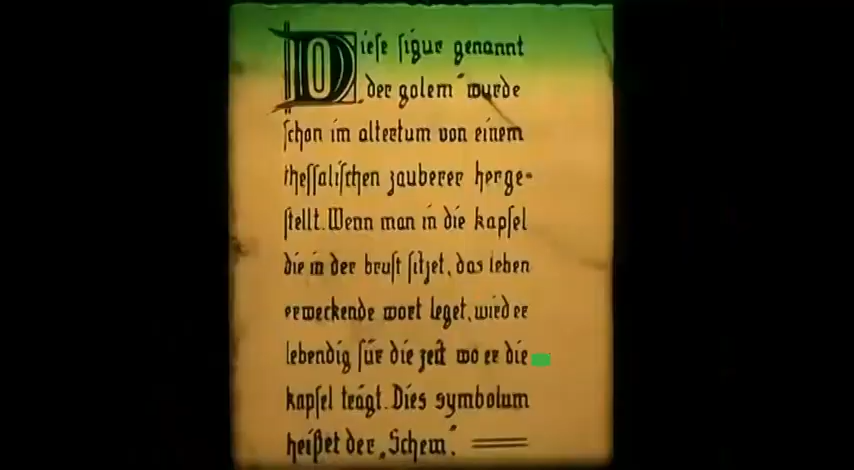 Diese figur genannt
„der golem" wurde
schon im altertum von einem
thessalischen zauberer herge-
stellt. Wenn man in die kapsel
die in der brust sitzet, das leben
erweckende wort leget, wird er
lebendig für die zeit wo er die
kapsel trägt. Dies symbolum
heißet der „Schem".